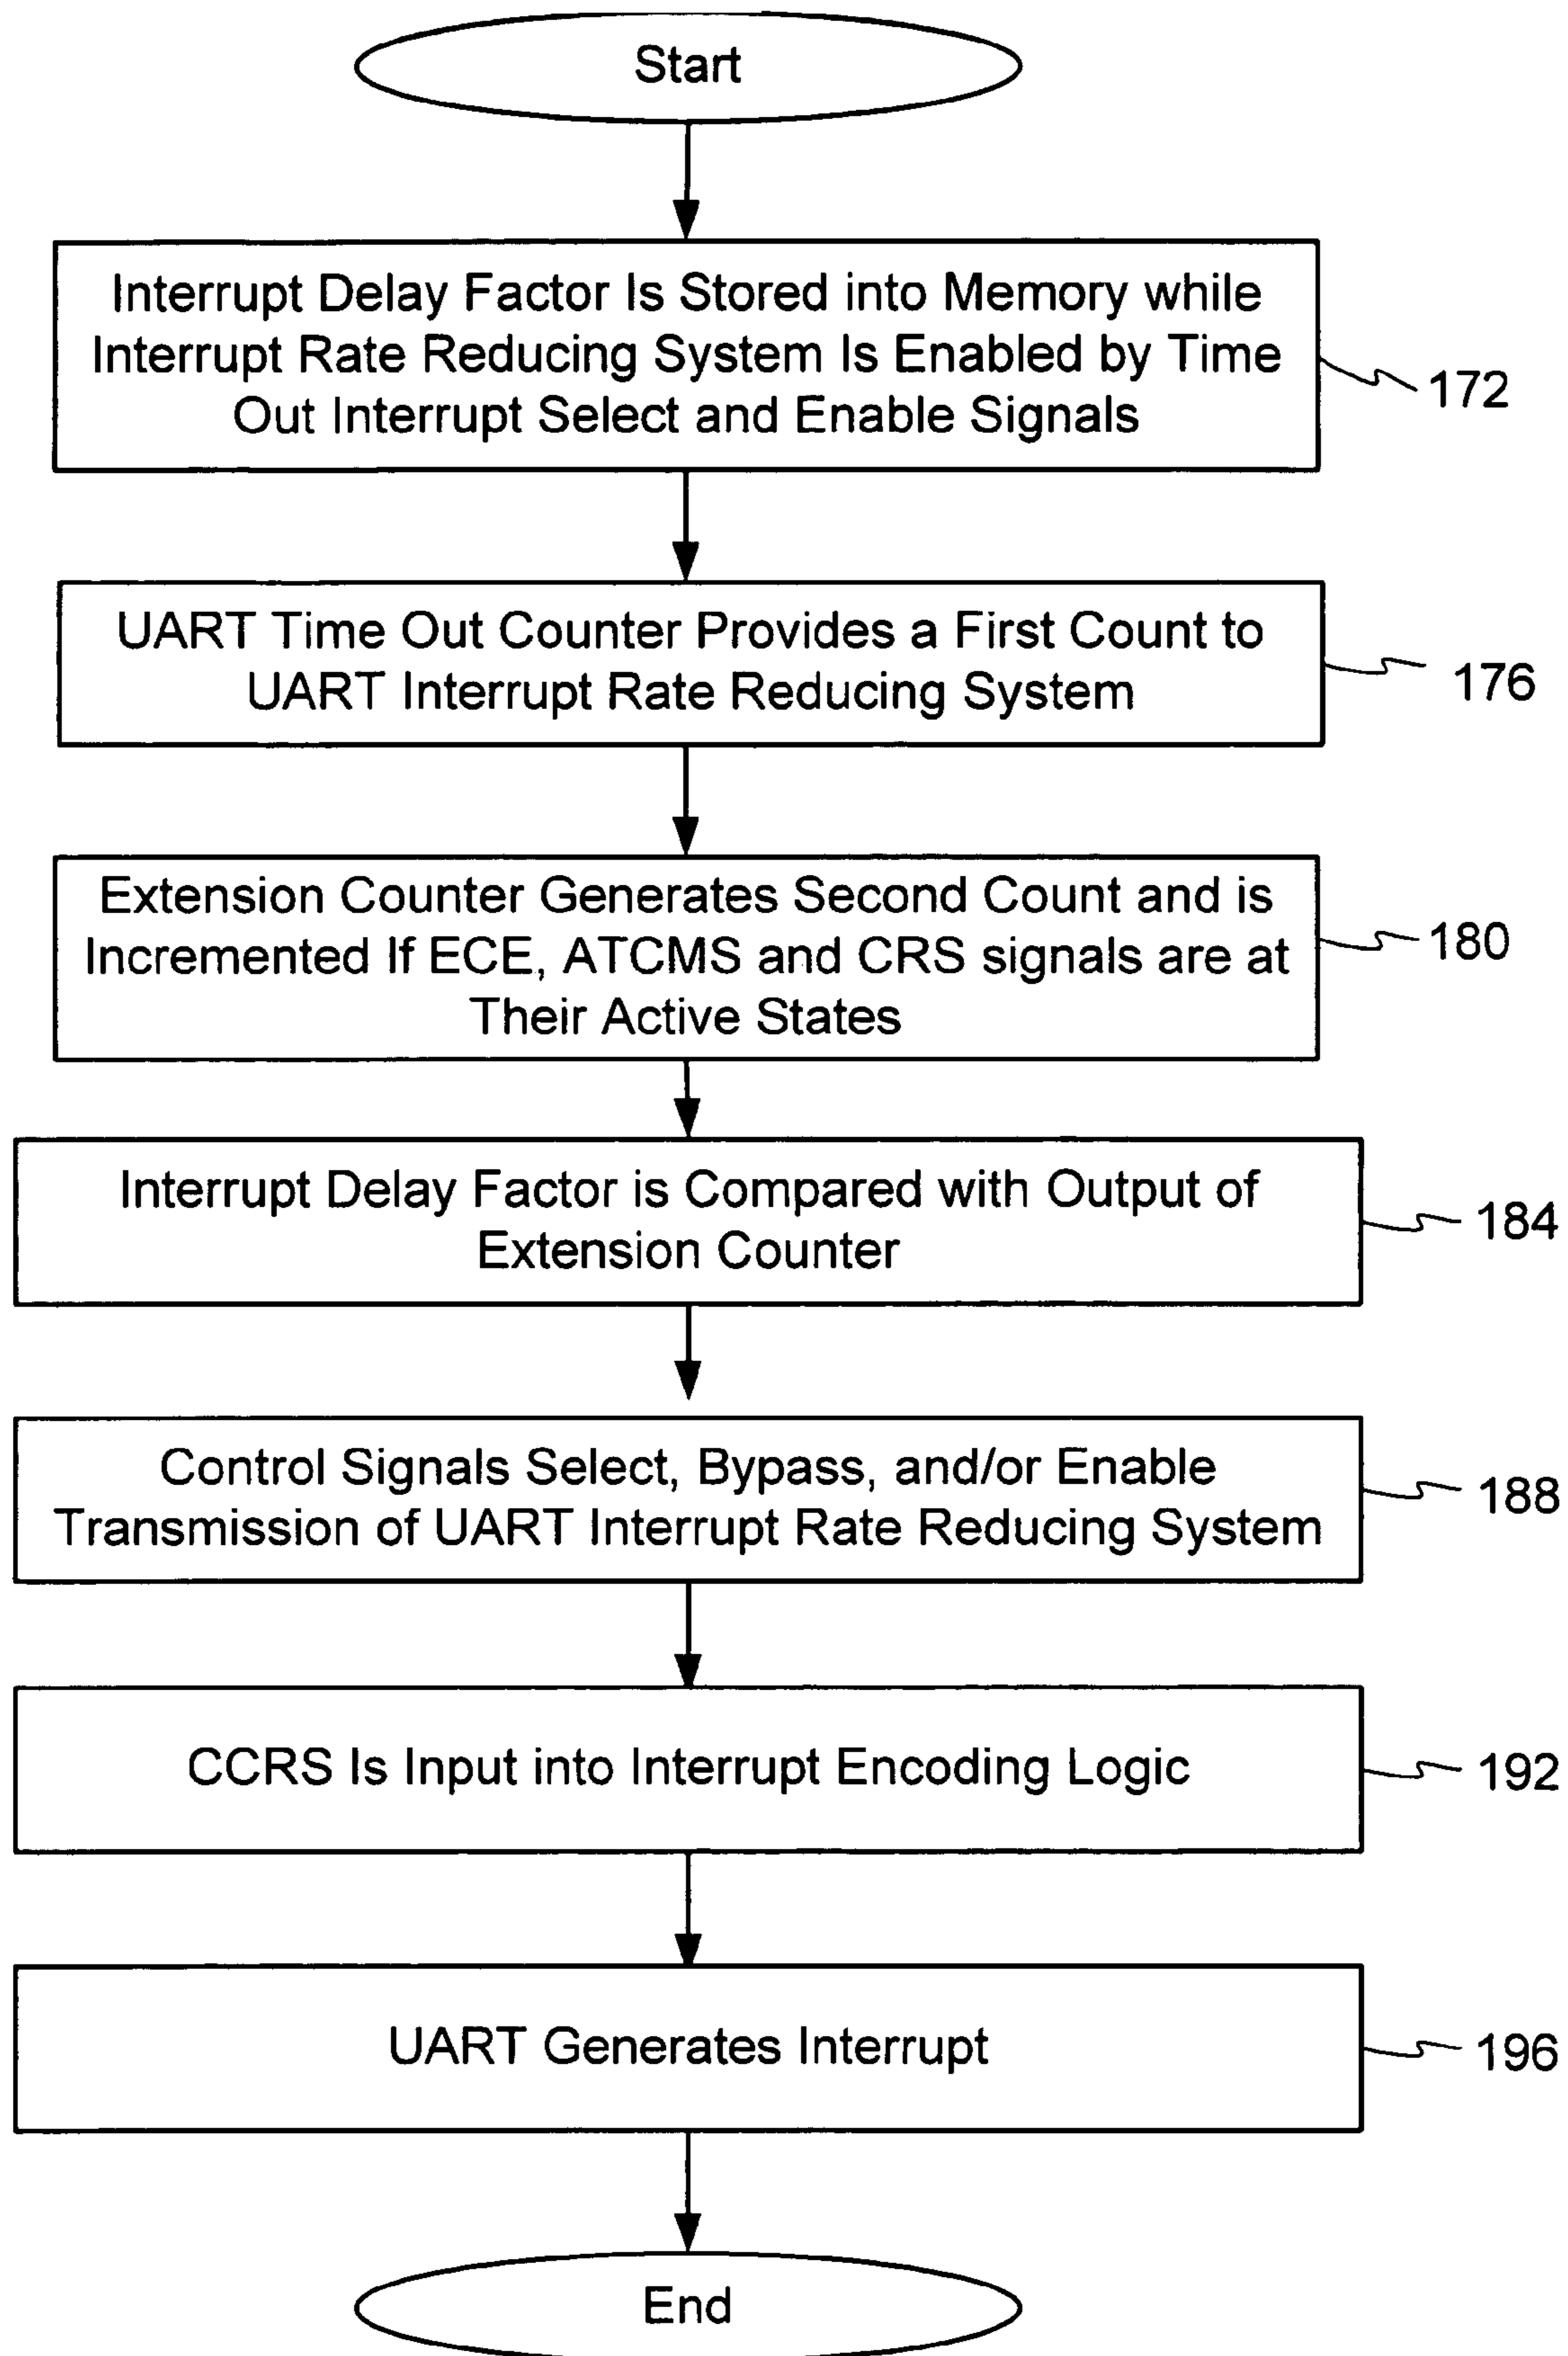 Start
Interrupt Delay Factor Is Stored into Memory while
Interrupt Rate Reducing System Is Enabled by Time
Out Interrupt Select and Enable Signals
172
UART Time Out Counter Provides a First Count to
UART Interrupt Rate Reducing System
176
Extension Counter Generates Second Count and is
Incremented If ECE, ATCMS and CRS signals are at
Their Active States
180
Interrupt Delay Factor is Compared with Output of
Extension Counter
184
Control Signals Select, Bypass, and/or Enable
Transmission of UART Interrupt Rate Reducing System
188
CCRS Is Input into Interrupt Encoding Logic
192
UART Generates Interrupt
196
End